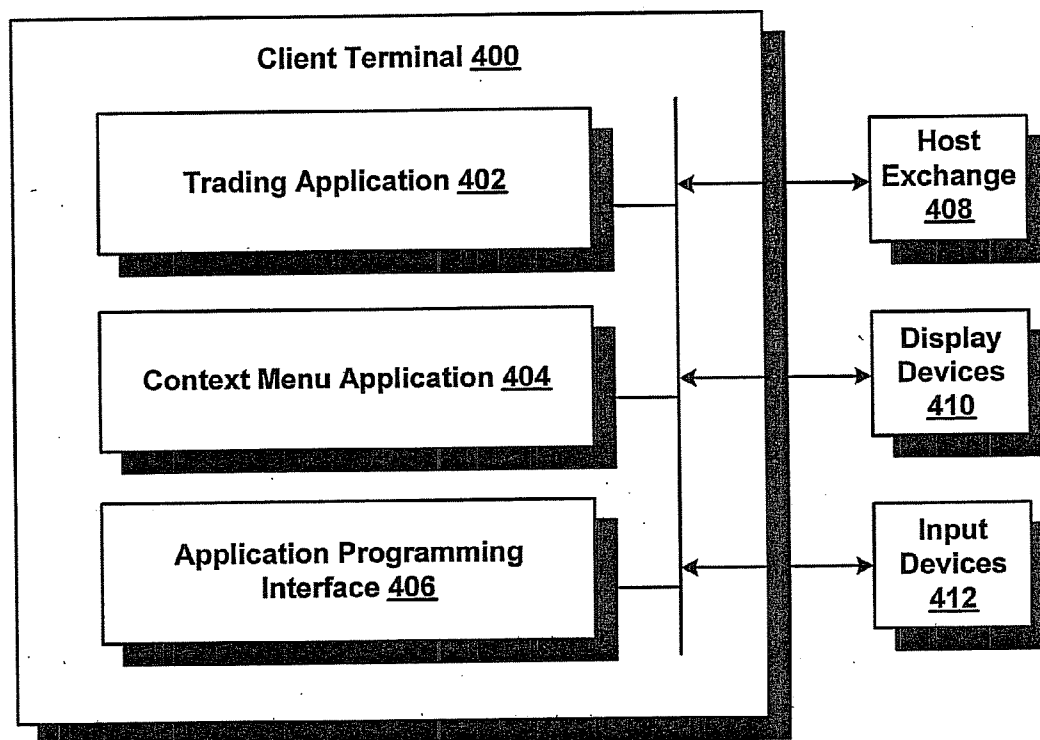 Client Terminal 400
Trading Application 402
Context Menu Application 404
Application Programming
Interface 406
Host
Exchange
408
Display
Devices
410
Input
Devices
412